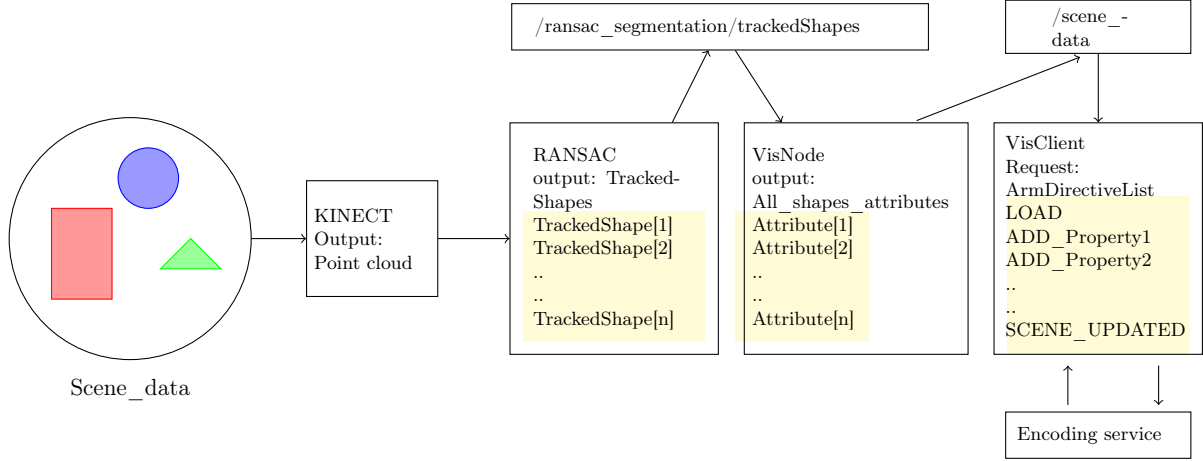 /ransac_segmentation/trackedShapes
/scene_-
data
Scene_data
KINECT
Output:
Point cloud
RANSAC
output: Tracked-
Shapes
TrackedShape[1]
TrackedShape[2]
..
..
TrackedShape[n]
VisNode
output:
All_shapes_attributes
Attribute[1]
Attribute[2]
..
..
Attribute[n]
VisClient
Request:
ArmDirectiveList
LOAD
ADD_Property1
ADD_Property2
..
..
SCENE_UPDATED
Encoding service